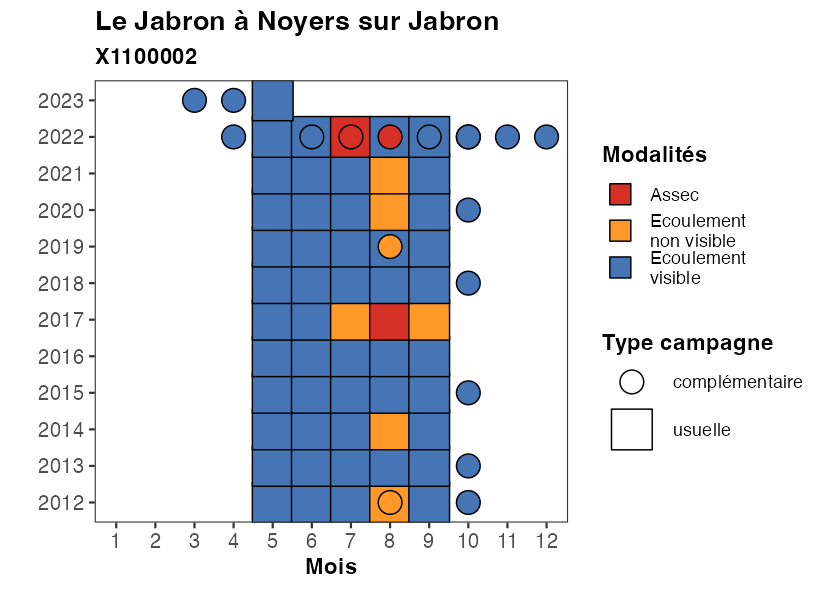 Le Jabron à Noyers sur Jabron
X1100002
2023
2022
2021
2020
2019
2018
2017
2016
2015
2014
2013
2012
1 2 3 4 5 6 7 8 9 10 11 12
Mois
Modalités
Assec
Ecoulement
non visible
Ecoulement
visible
Type campagne
complémentaire
usuelle